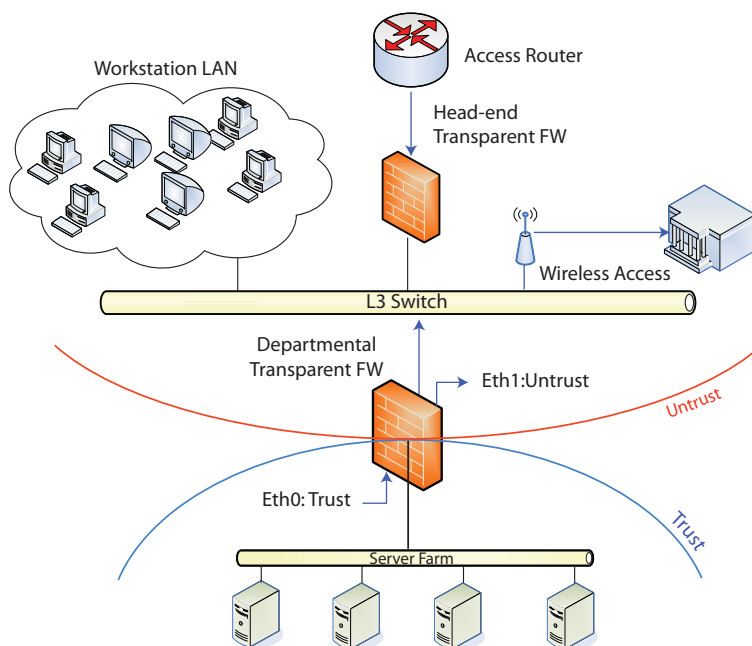 Access Router
Workstation LAN
Head-end
Transparent FW
Wireless Access
L3 Switch
Departmental
Transparent FW
Eth1:Untrust
Untrust
Eth0: Trust
Trust
Server Farm